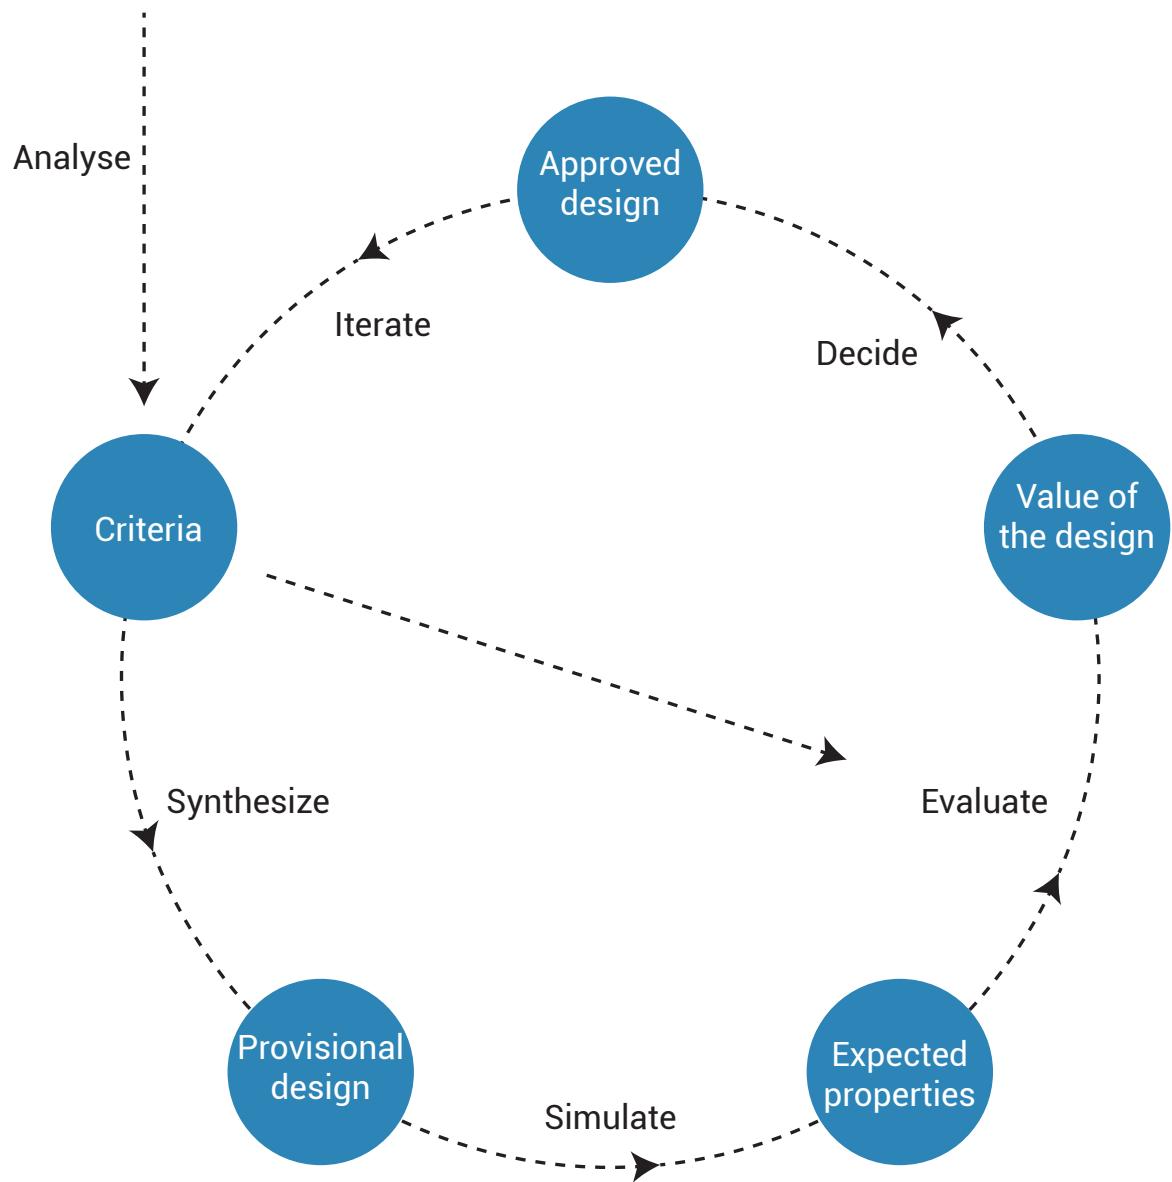 Analyse
Approved
design
Iterate
Decide
Criteria
Value of
the design
Synthesize
Evaluate
Provisional
design
Expected
properties
Simulate